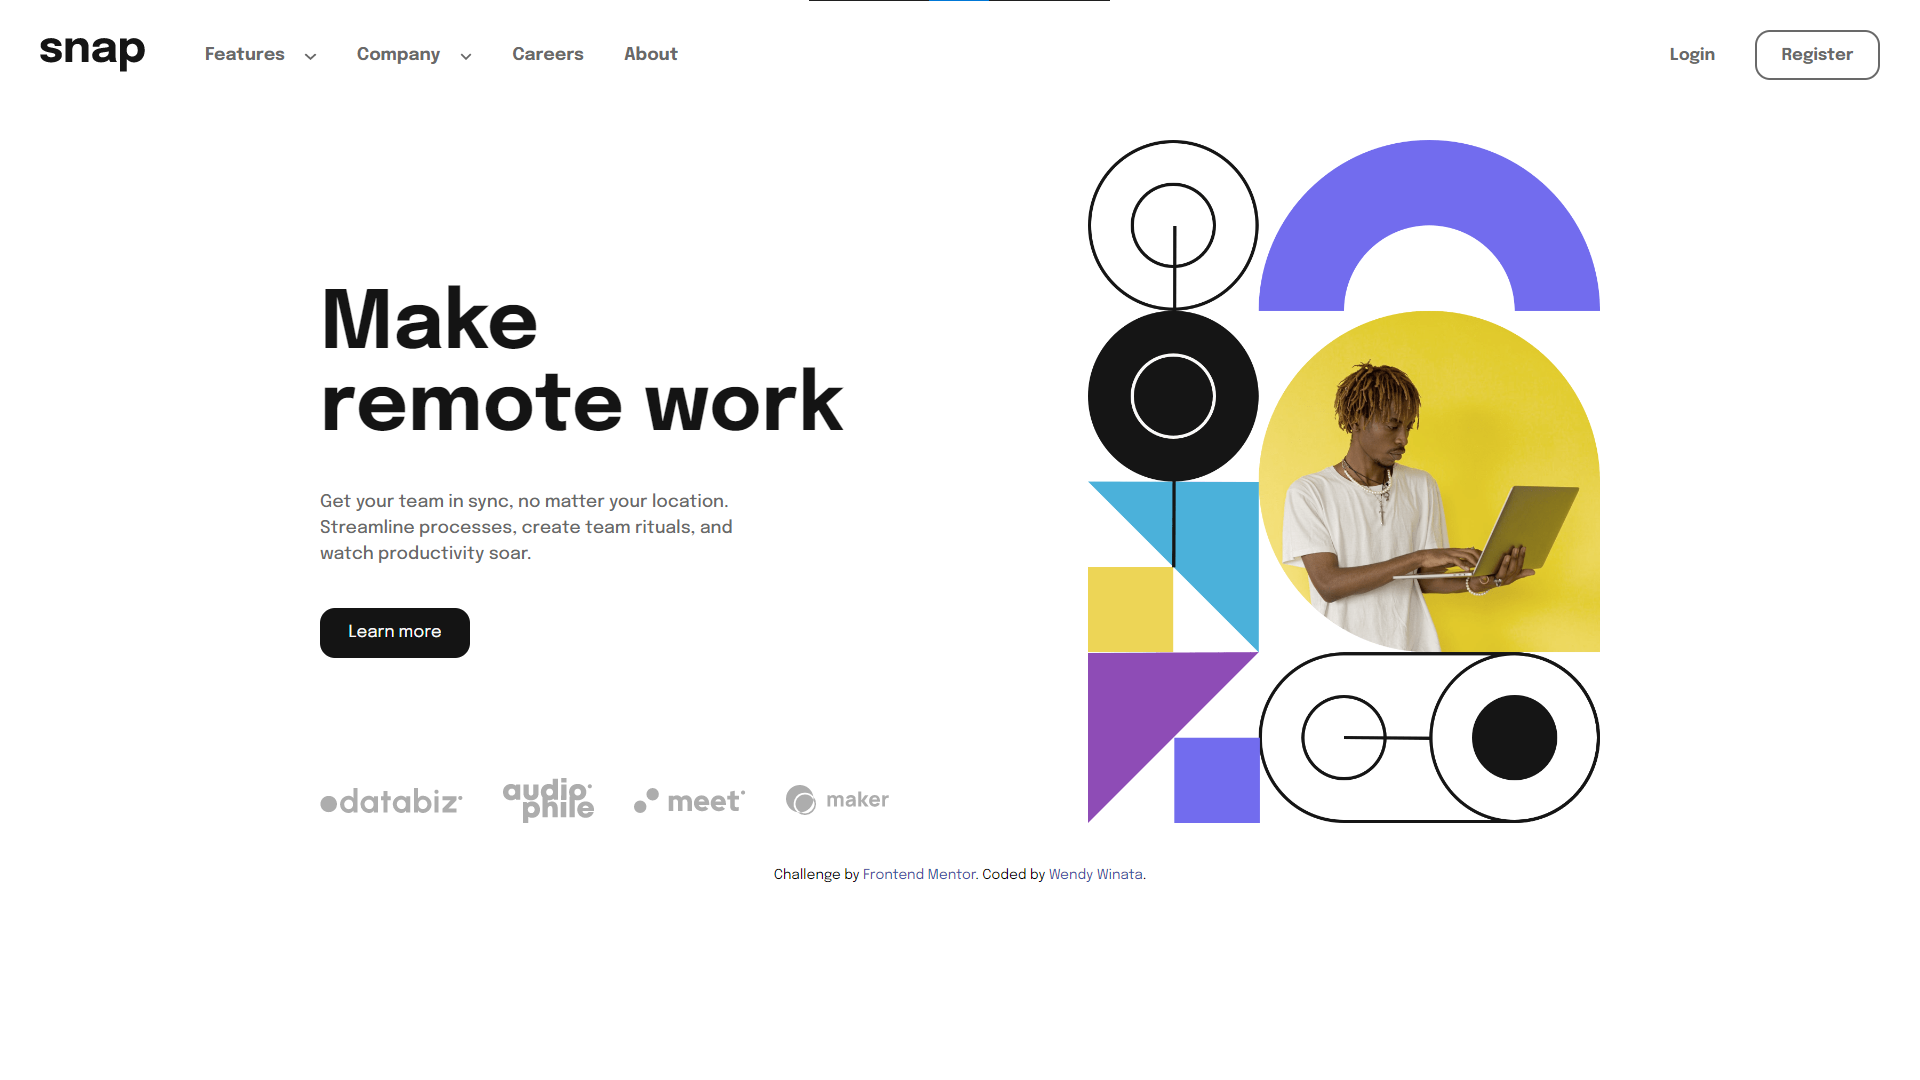 snap
Features
Company
Careers
About
Login
Register
Make
remote work
Get your team in sync, no matter your location.
Streamline processes, create team rituals, and
watch productivity soar.
Learn more
databiz
audio
phile
meet
maker
Challenge by Frontend Mentor. Coded by Wendy Winata.